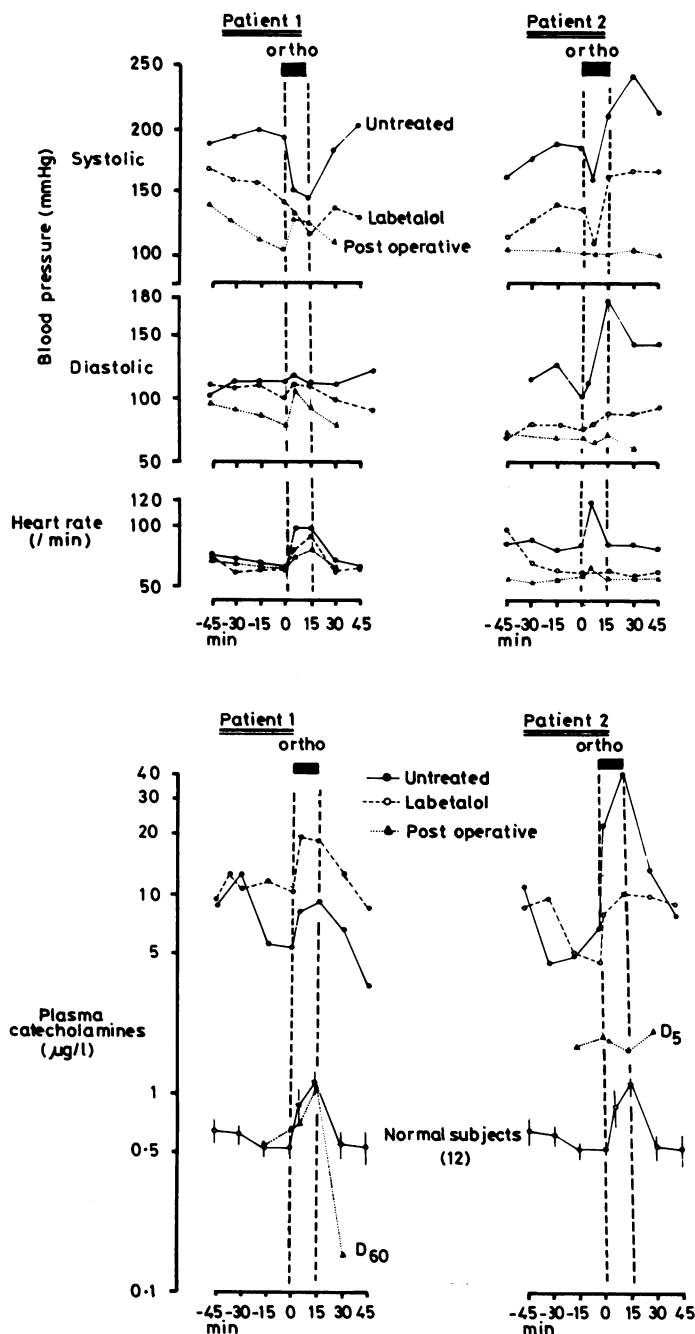 Patient 1 Patient 2
ortho ortho
250
200
150
100
Systolic
Blood pressure (mmHg)
Untreated
Labetalol
Post operative
180
150
100
50
Diastolic
120
100
50
Heart rate
(/ min)
-45 -30 -15 0 15 30 45 -45 -30 -15 0 15 30 45
min min
Patient 1 Patient 2
ortho ortho
40
30
20
10
5
1
0·5
0·1
Untreated
Labetalol
Post operative
Plasma
catecholamines
(µg/l)
D5
Normal subjects
(12)
D60
-45 -30 -15 0 15 30 45 -45 -30 -15 0 15 30 45
min min